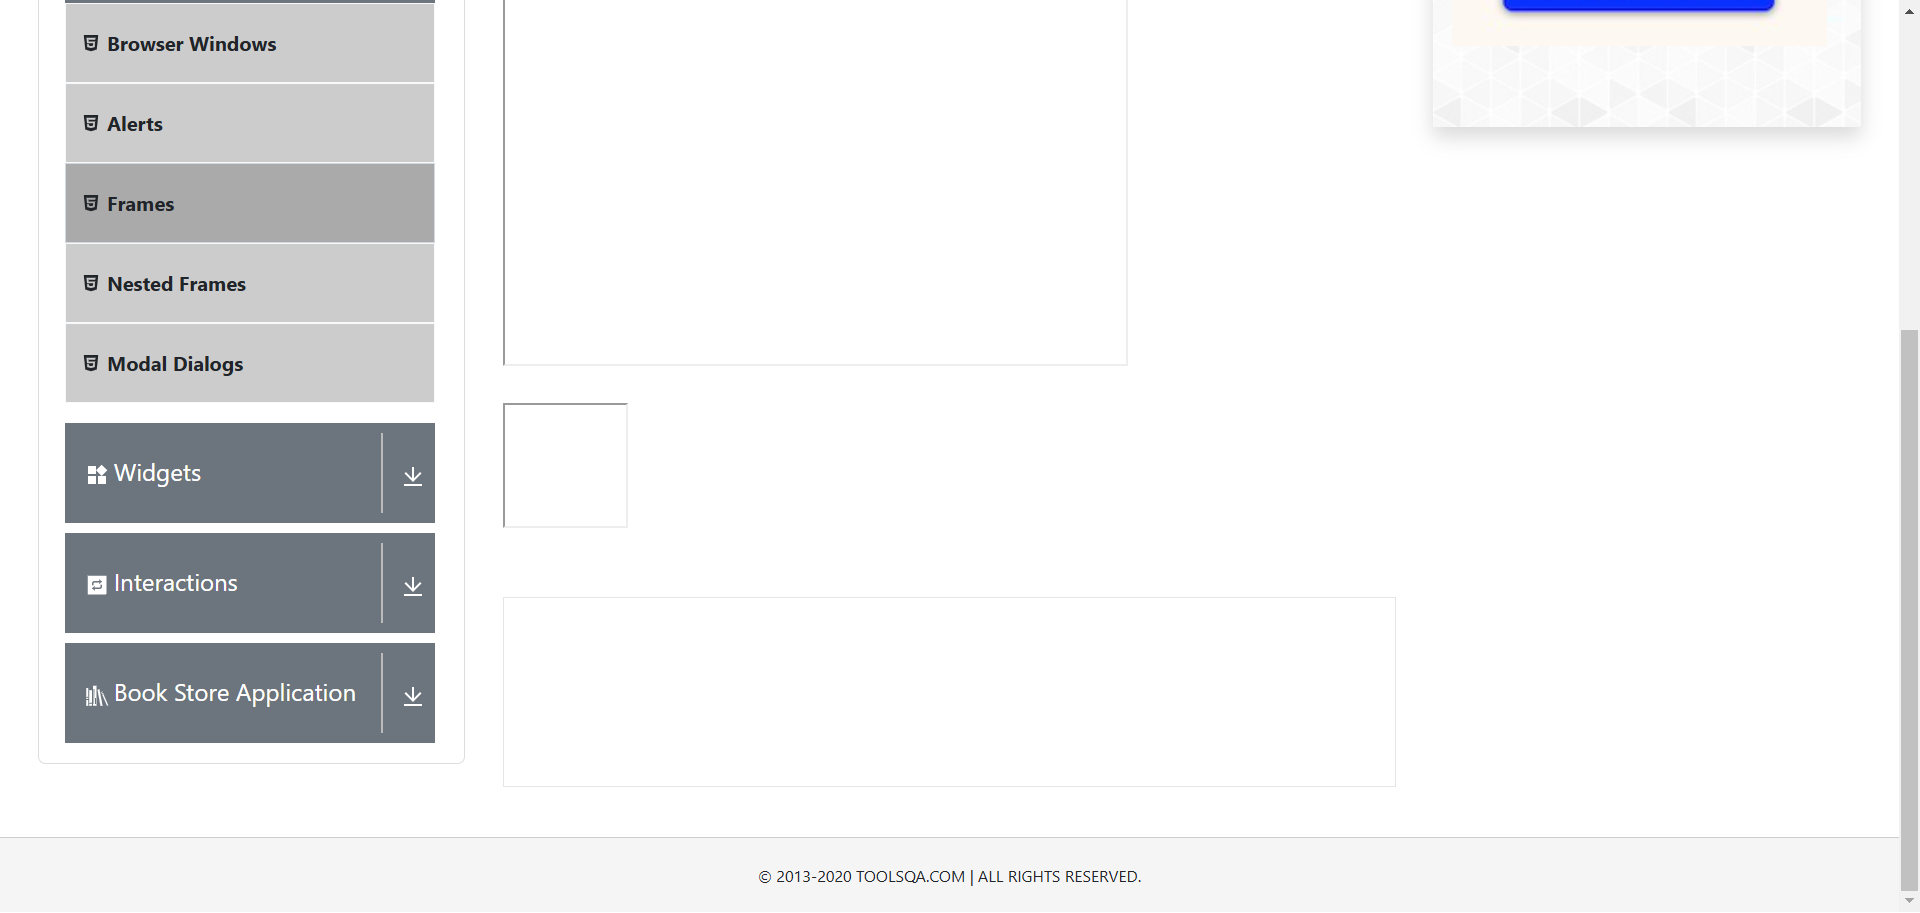 Browser Windows
Alerts
Frames
Nested Frames
Modal Dialogs
Widgets
Interactions
Book Store Application
© 2013-2020 TOOLSQA.COM | ALL RIGHTS RESERVED.